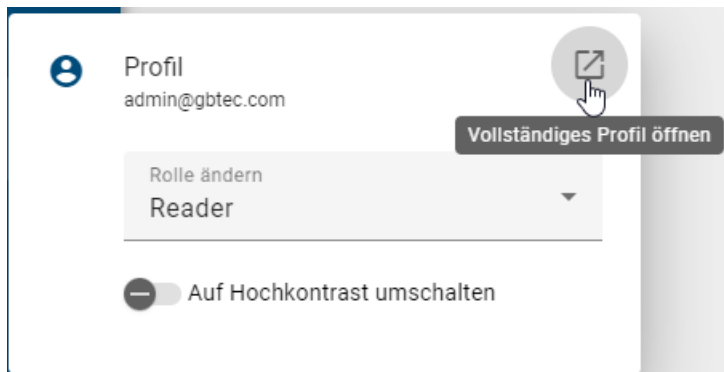 Profil
admin@gbtec.com
Vollständiges Profil öffnen
Rolle ändern
Reader
Auf Hochkontrast umschalten